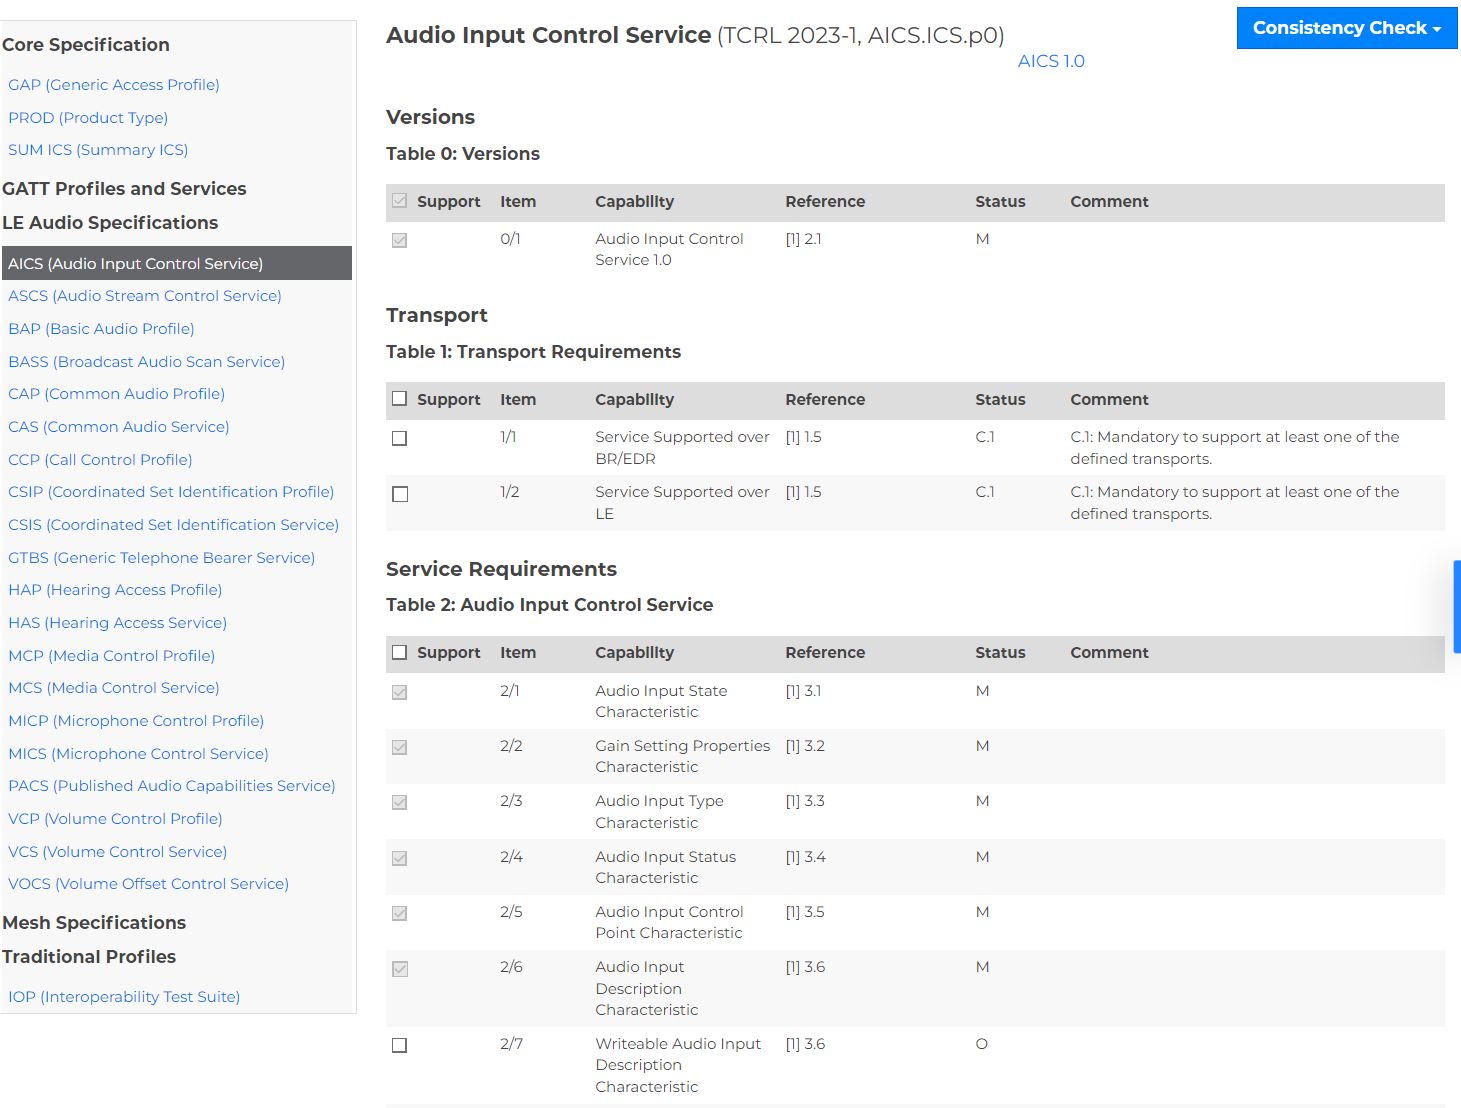 Core Specification
GAP (Generic Access Profile)
PROD (Product Type)
SUM ICS (Summary ICS)
GATT Profiles and Services
LE Audio Specifications
AICS (Audio Input Control Service)
ASCS (Audio Stream Control Service)
BAP (Basic Audio Profile)
BASS (Broadcast Audio Scan Service)
CAP (Common Audio Profile)
CAS (Common Audio Service)
CCP (Call Control Profile)
CSIP (Coordinated Set Identification Profile)
CSIS (Coordinated Set Identification Service)
GTBS (Generic Telephone Bearer Service)
HAP (Hearing Access Profile)
HAS (Hearing Access Service)
MCP (Media Control Profile)
MCS (Media Control Service)
MICP (Microphone Control Profile)
MICS (Microphone Control Service)
PACS (Published Audio Capabilities Service)
VCP (Volume Control Profile)
VCS (Volume Control Service)
VOCS (Volume Offset Control Service)
Mesh Specifications
Traditional Profiles
IOP (Interoperability Test Suite)
Audio Input Control Service (TCRL 2023-1, AICS.ICS.p0)
AICS 1.0
Consistency Check
Versions
Table 0: Versions
Support Item Capability Reference Status Comment
0/1 Audio Input Control [1] 2.1 M
Service 1.0
Transport
Table 1: Transport Requirements
Support Item Capability Reference Status Comment
1/1 Service Supported over [1] 1.5 C.1 C.1: Mandatory to support at least one of the
BR/EDR defined transports.
1/2 Service Supported over [1] 1.5 C.1 C.1: Mandatory to support at least one of the
LE defined transports.
Service Requirements
Table 2: Audio Input Control Service
Support Item Capability Reference Status Comment
2/1 Audio Input State [1] 3.1 M
Characteristic
2/2 Gain Setting Properties [1] 3.2 M
Characteristic
2/3 Audio Input Type [1] 3.3 M
Characteristic
2/4 Audio Input Status [1] 3.4 M
Characteristic
2/5 Audio Input Control [1] 3.5 M
Point Characteristic
2/6 Audio Input [1] 3.6 M
Description
Characteristic
2/7 Writeable Audio Input [1] 3.6 O
Description
Characteristic